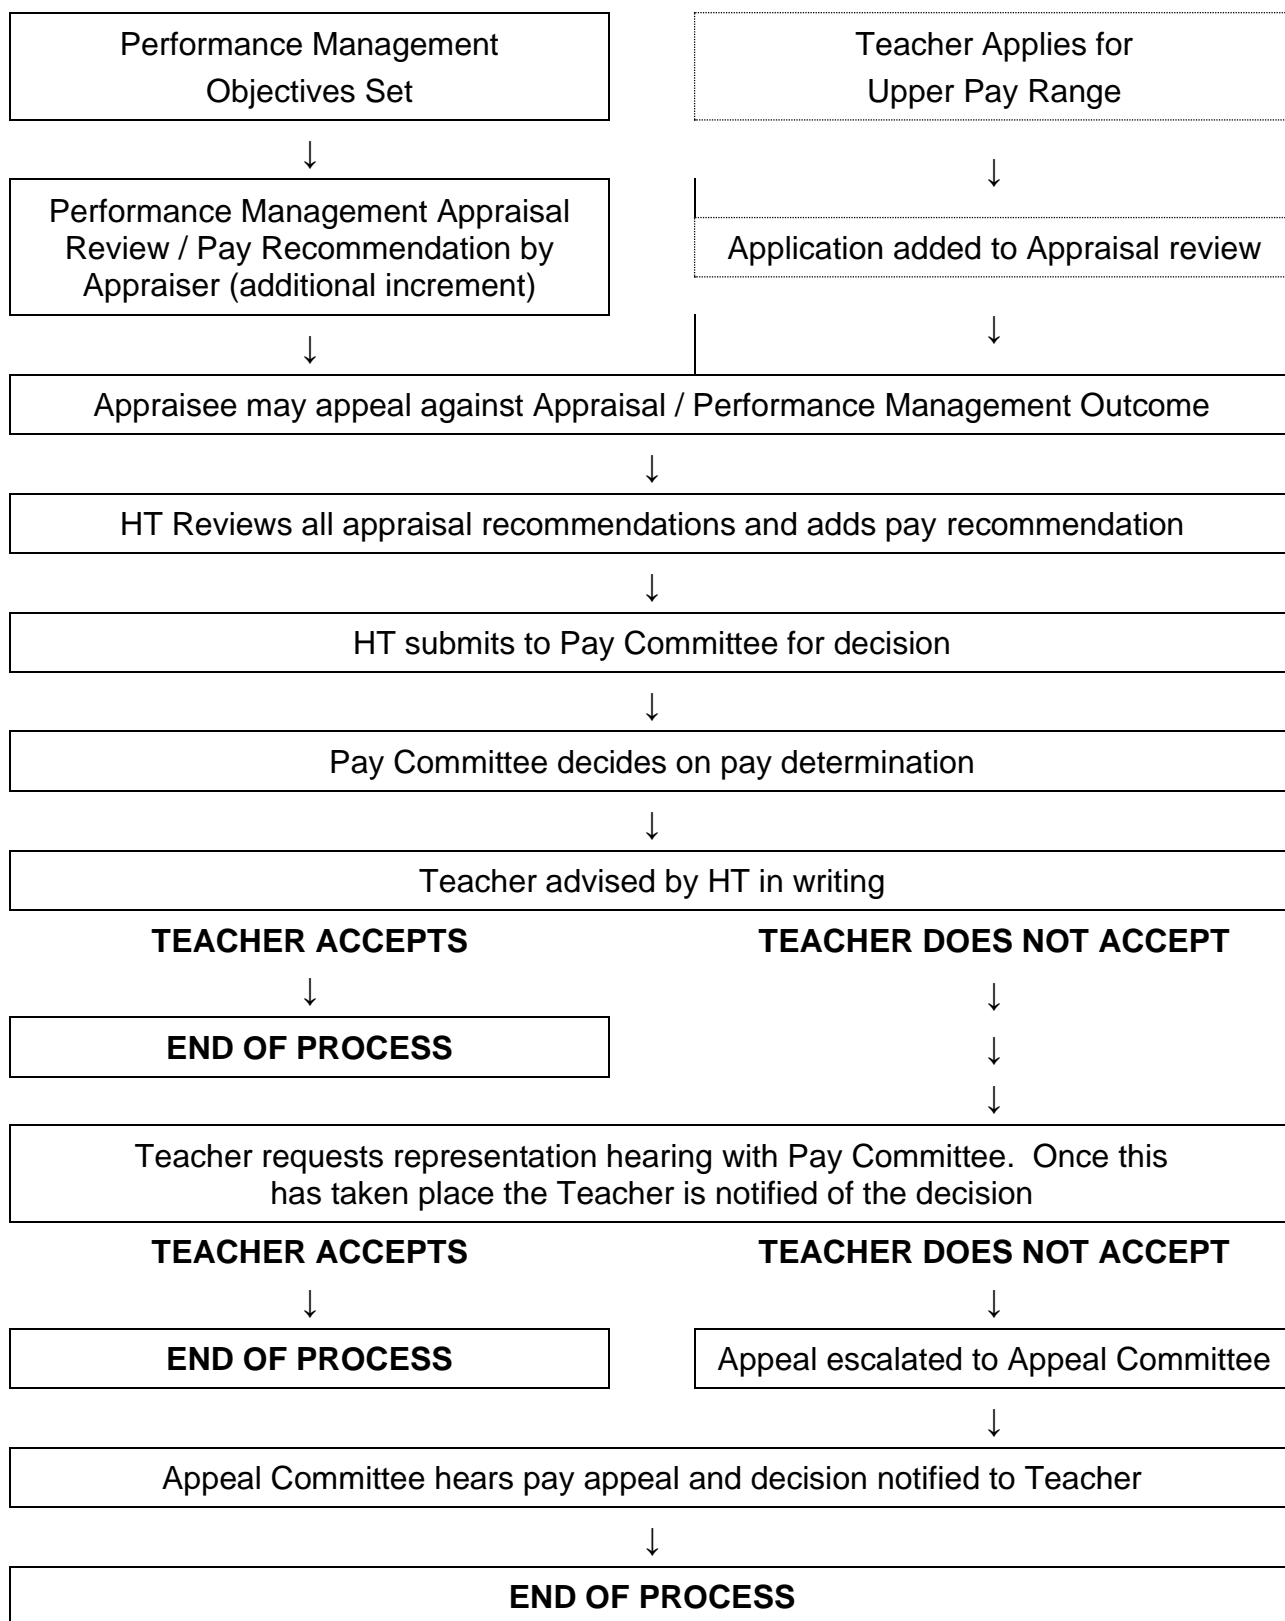 Performance Management
Objectives Set
Teacher Applies for
Upper Pay Range
↓
↓
Performance Management Appraisal
Review / Pay Recommendation by
Appraiser (additional increment)
Application added to Appraisal review
↓
↓
Appraisee may appeal against Appraisal / Performance Management Outcome
↓
HT Reviews all appraisal recommendations and adds pay recommendation
↓
HT submits to Pay Committee for decision
↓
Pay Committee decides on pay determination
↓
Teacher advised by HT in writing
TEACHER ACCEPTS
TEACHER DOES NOT ACCEPT
↓
↓
END OF PROCESS
↓
↓
Teacher requests representation hearing with Pay Committee.  Once this
has taken place the Teacher is notified of the decision
TEACHER ACCEPTS
TEACHER DOES NOT ACCEPT
↓
↓
END OF PROCESS
Appeal escalated to Appeal Committee
↓
Appeal Committee hears pay appeal and decision notified to Teacher
↓
END OF PROCESS